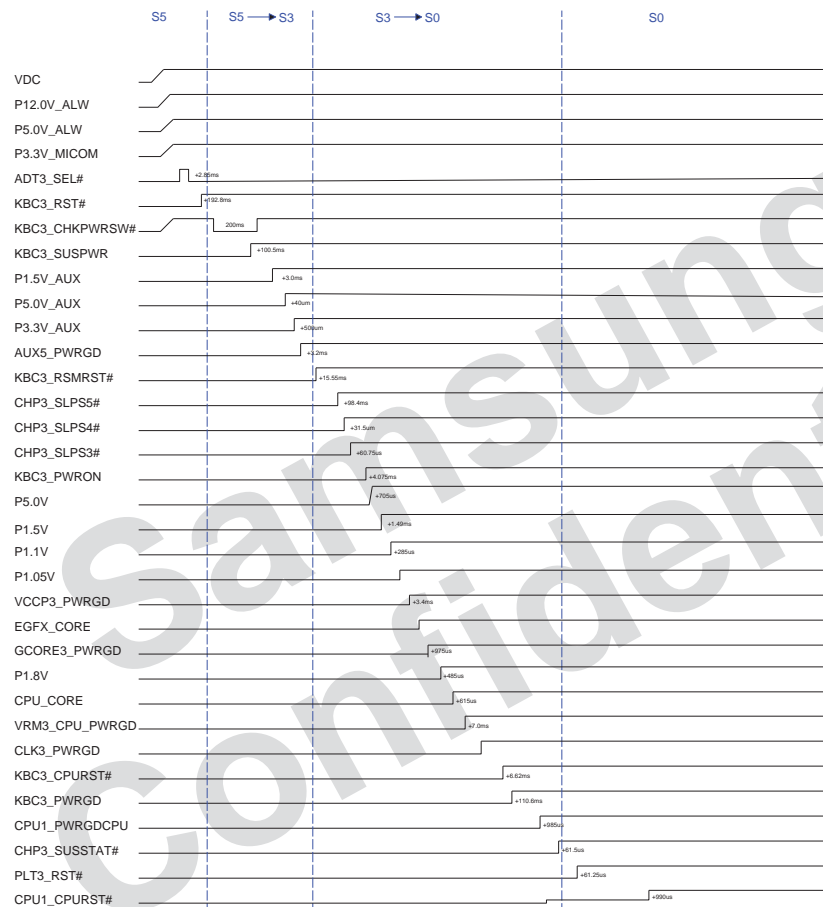 S5 S5 S3 S3 S0 S0
VDC
P12.0V_ALW
P5.0V_ALW
P3.3V_MICOM
ADT3_SEL# +2.85ms
KBC3_RST# +192.8ms
KBC3_CHKPWRSW# 200ms
KBC3_SUSPWR +100.5ms
P1.5V_AUX +3.0ms
P5.0V_AUX +40um
P3.3V_AUX +500um
AUX5_PWRGD +3.2ms
KBC3_RSMRST# +15.55ms
CHP3_SLPS5# +98.4ms
CHP3_SLPS4# +31.5um
CHP3_SLPS3# +60.75us
KBC3_PWRON +4.075ms
P5.0V +705us
P1.5V +1.49ms
P1.1V +285us
P1.05V
VCCP3_PWRGD +3.4ms
EGFX_CORE
GCORE3_PWRGD +976us
P1.8V +485us
CPU_CORE +615us
VRM3_CPU_PWRGD +7.0ms
CLK3_PWRGD
KBC3_CPURST# +6.62ms
KBC3_PWRGD +110.6ms
CPU1_PWRGDCPU +985us
CHP3_SUSSTAT# +61.5us
PLT3_RST# +61.25us
CPU1_CPURST# +990us
Samsung
Confident